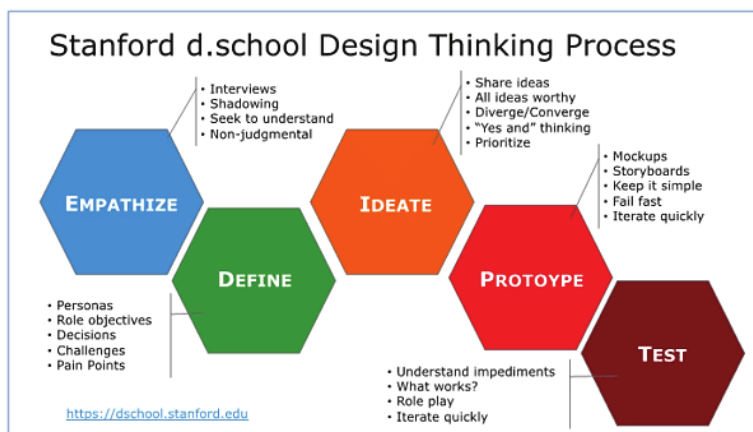 Stanford d.school Design Thinking Process
• Interviews
• Shadowing
• Seek to understand
• Non-judgmental
EMPATHIZE
• Personas
• Role objectives
• Decisions
• Challenges
• Pain Points
DEFINE
• Share ideas
• All ideas worthy
• Diverge/Converge
• “Yes and” thinking
• Prioritize
IDEATE
• Mockups
• Storyboards
• Keep it simple
• Fail fast
• Iterate quickly
PROTOYPE
• Understand impediments
• What works?
• Role play
• Iterate quickly
TEST
https://dschool.stanford.edu